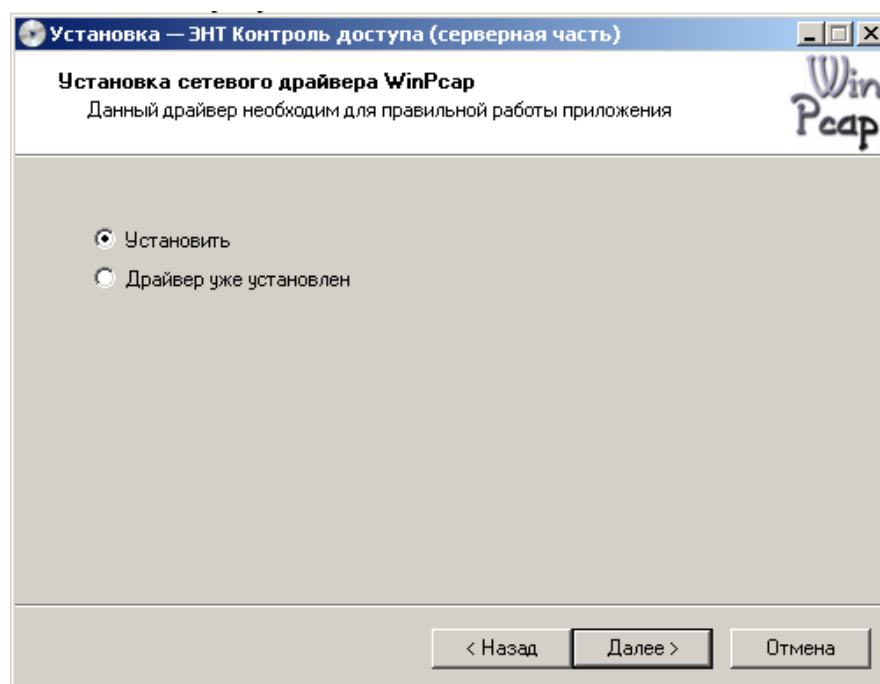 Установка — ЭНТ Контроль доступа (серверная часть)
Установка сетевого драйвера WinPcap
Данный драйвер необходим для правильной работы приложения
Win
Pcap
Установить
Драйвер уже установлен
< Назад
Далее >
Отмена